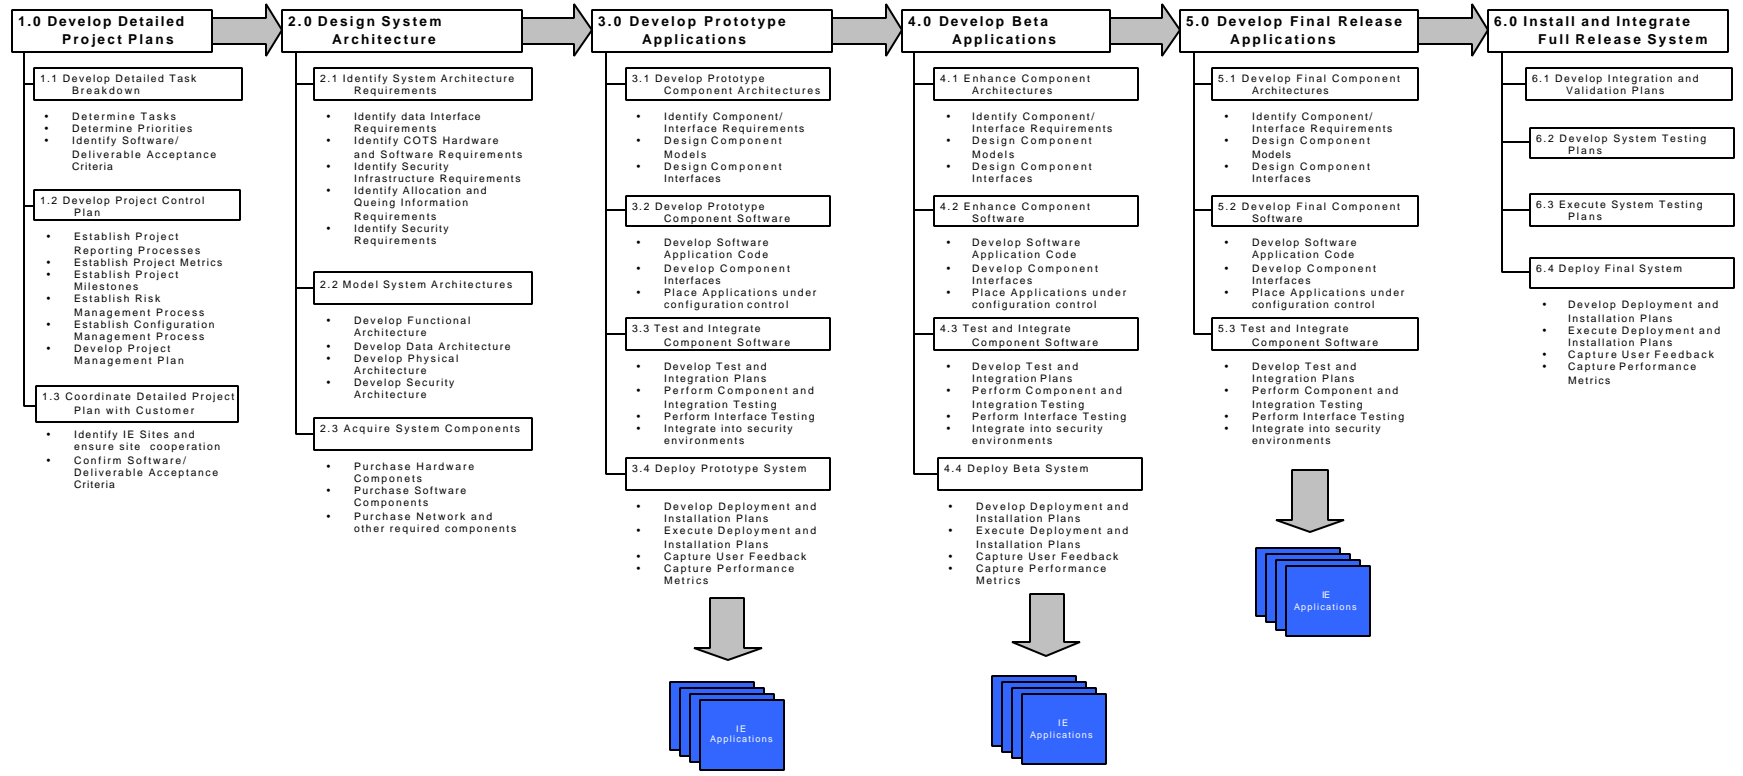 1.0 Develop Detailed
Project Plans
1.1 Develop Detailed Task
Breakdown
• Determine Tasks
• Determine Priorities
• Identify Software/
Deliverable Acceptance
Criteria
1.2 Develop Project Control
Plan
• Establish Project
Reporting Processes
• Establish Project Metrics
• Establish Project
Milestones
• Establish Risk
Management Process
• Establish Configuration
Management Process
• Develop Project
Management Plan
1.3 Coordinate Detailed Project
Plan with Customer
• Identify IE Sites and
ensure site cooperation
• Confirm Software/
Deliverable Acceptance
Criteria
2.0 Design System
Architecture
2.1 Identify System Architecture
Requirements
• Identify data Interface
Requirements
• Identify COTS Hardware
and Software Requirements
• Identify Security
Infrastructure Requirements
• Identify Allocation and
Queing Information
Requirements
• Identify Security
Requirements
2.2 Model System Architectures
• Develop Functional
Architecture
• Develop Data Architecture
• Develop Physical
Architecture
• Develop Security
Architecture
2.3 Acquire System Components
• Purchase Hardware
Componets
• Purchase Software
Components
• Purchase Network and
other required components
3.0 Develop Prototype
Applications
3.1 Develop Prototype
Component Architectures
• Identify Component/
Interface Requirements
• Design Component
Models
• Design Component
Interfaces
3.2 Develop Prototype
Component Software
• Develop Software
Application Code
• Develop Component
Interfaces
• Place Applications under
configuration control
3.3 Test and Integrate
Component Software
• Develop Test and
Integration Plans
• Perform Component and
Integration Testing
• Perform Interface Testing
• Integrate into security
environments
3.4 Deploy Prototype System
• Develop Deployment and
Installation Plans
• Execute Deployment and
Installation Plans
• Capture User Feedback
• Capture Performance
Metrics
IE
Applications
4.0 Develop Beta
Applications
4.1 Enhance Component
Architectures
• Identify Component/
Interface Requirements
• Design Component
Models
• Design Component
Interfaces
4.2 Enhance Component
Software
• Develop Software
Application Code
• Develop Component
Interfaces
• Place Applications under
configuration control
4.3 Test and Integrate
Component Software
• Develop Test and
Integration Plans
• Perform Component and
Integration Testing
• Perform Interface Testing
• Integrate into security
environments
4.4 Deploy Beta System
• Develop Deployment and
Installation Plans
• Execute Deployment and
Installation Plans
• Capture User Feedback
• Capture Performance
Metrics
IE
Applications
5.0 Develop Final Release
Applications
5.1 Develop Final Component
Architectures
• Identify Component/
Interface Requirements
• Design Component
Models
• Design Component
Interfaces
5.2 Develop Final Component
Software
• Develop Software
Application Code
• Develop Component
Interfaces
• Place Applications under
configuration control
5.3 Test and Integrate
Component Software
• Develop Test and
Integration Plans
• Perform Component and
Integration Testing
• Perform Interface Testing
• Integrate into security
environments
IE
Applications
6.0 Install and Integrate
Full Release System
6.1 Develop Integration and
Validation Plans
6.2 Develop System Testing
Plans
6.3 Execute System Testing
Plans
6.4 Deploy Final System
• Develop Deployment and
Installation Plans
• Execute Deployment and
Installation Plans
• Capture User Feedback
• Capture Performance
Metrics